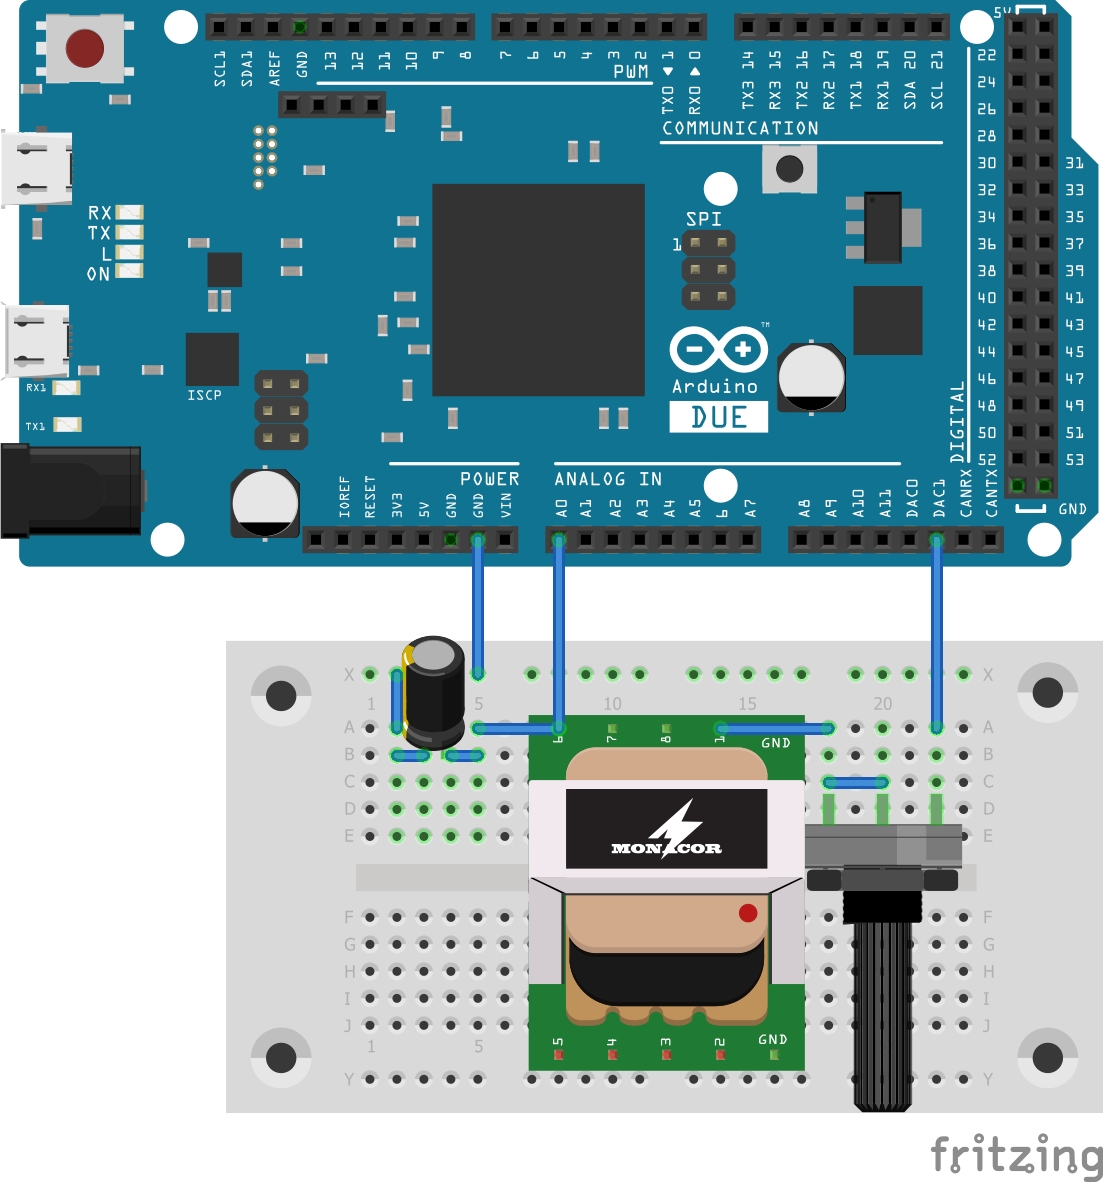 5V
SCL1 SDA1 AREF GND 13 12 11 10 9 8 7 6 5 4 3 2 TX0 1 RX0 0 TX3 14 RX3 15 TX2 16 RX2 17 TX1 18 RX1 19 SDA 20 SCL 21
PWM
COMMUNICATION
22
24
26
28
30 31
32 33
34 35
36 37
38 39
40 41
42 43
44 45
46 47
48 49
50 51
52 53
GND
DIGITAL
RX
TX
L
ON
SPI
1
TM
Arduino
DUE
ISCP
RX1
TX1
POWER
ANALOG IN
IOREF RESET 3V3 5V GND GND VIN A0 A1 A2 A3 A4 A5 6 A7 A8 A9 A10 A11 DAC0 DAC1 CANRX CANTX
X X
1 5 10 15 20
A A
B B
C C
D D
E E
F F
G G
H H
I I
J J
1 5
Y Y
6 7 8 1 GND
MONACOR
5 4 3 2 GND
fritzing